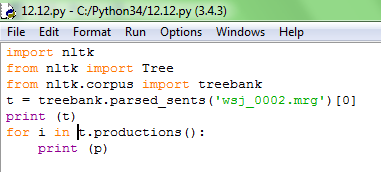 12.12.py - C:/Python34/12.12.py (3.4.3)
File Edit Format Run Options Windows Help
import nltk
from nltk import Tree
from nltk.corpus import treebank
t = treebank.parsed_sents('wsj_0002.mrg')[0]
print (t)
for i in t.productions():
    print (p)